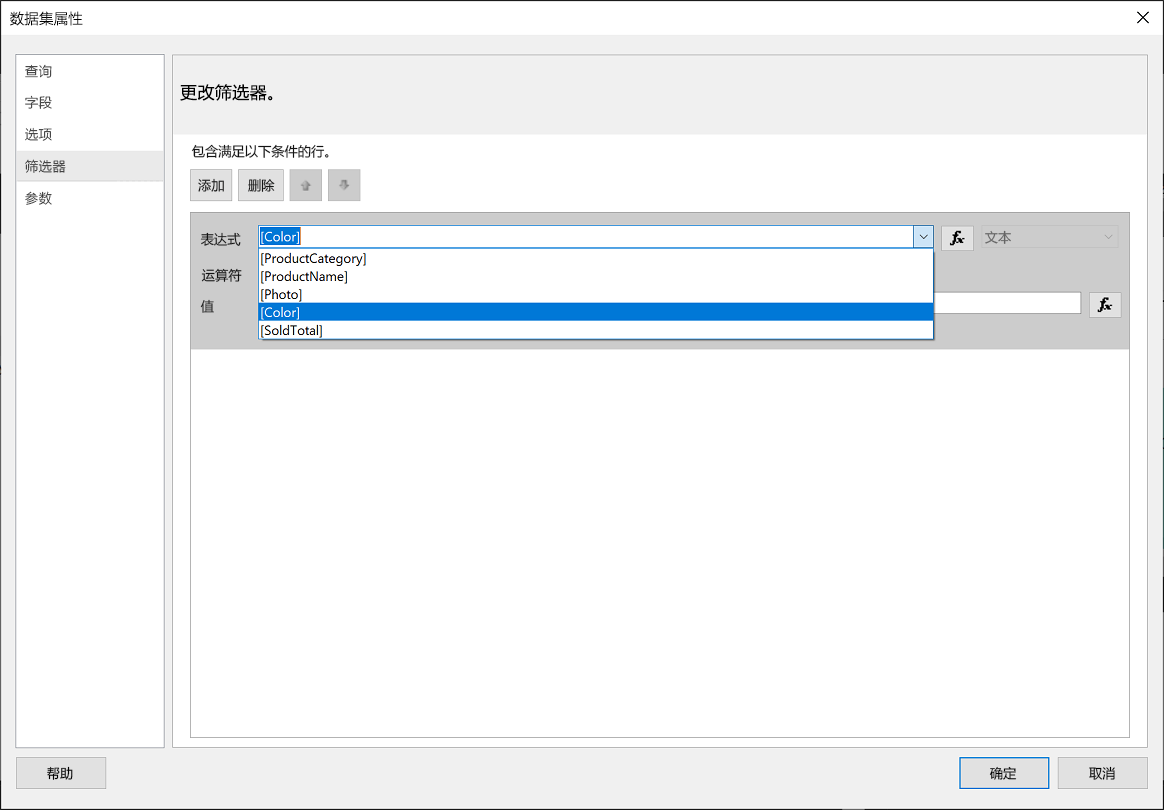 数据集属性
查询
字段
选项
筛选器
参数
更改筛选器。
包含满足以下条件的行。
添加 删除
表达式 [Color] fx 文本
[ProductCategory]
运算符 [ProductName]
[Photo]
值 [Color] fx
[SoldTotal]
帮助 确定 取消